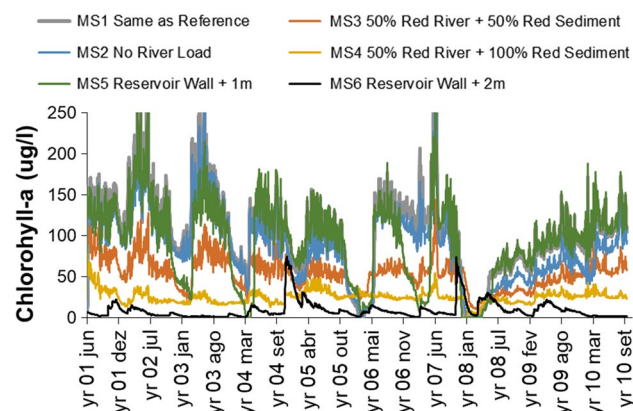 MS1 Same as Reference
MS3 50% Red River + 50% Red Sediment
MS2 No River Load
MS4 50% Red River + 100% Red Sediment
MS5 Reservoir Wall + 1m
MS6 Reservoir Wall + 2m
Chlorohyll-a (ug/l)
250
200
150
100
50
0
yr 01 jun
yr 01 dez
yr 02 jul
yr 03 jan
yr 03 ago
yr 04 mar
yr 04 set
yr 05 abr
yr 05 out
yr 06 mai
yr 06 nov
yr 07 jun
yr 08 jan
yr 08 jul
yr 09 fev
yr 09 ago
yr 10 mar
yr 10 set